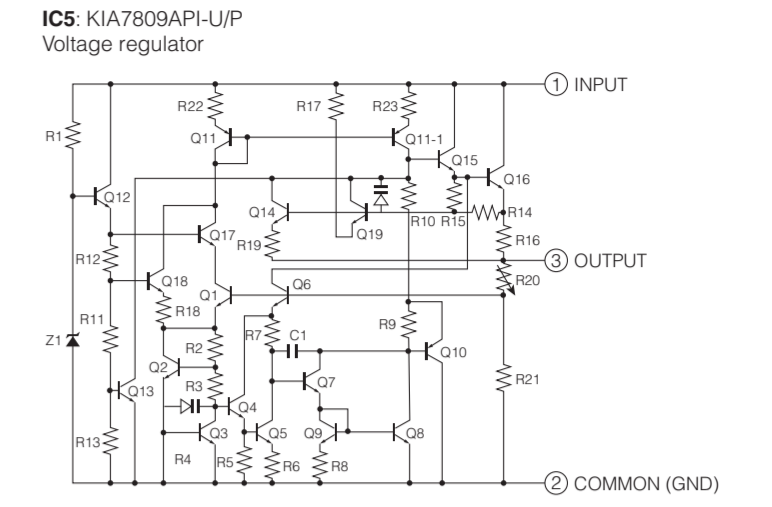 IC5: KIA7809API-U/P
Voltage regulator
1 INPUT
R22 R17 R23
R1 Q11 Q11-1
Q15
Q12 Q16
Q14 R10 R15 R14
Q17 R19 Q19 R16
R12 3 OUTPUT
Q18 Q1 Q6 R20
R18
R11 R7 C1 R9
Z1 R2 Q10
Q2 R3 Q7 R21
Q13 Q4
Q3 Q5 Q9 Q8
R13 R4 R5 R6 R8
2 COMMON (GND)